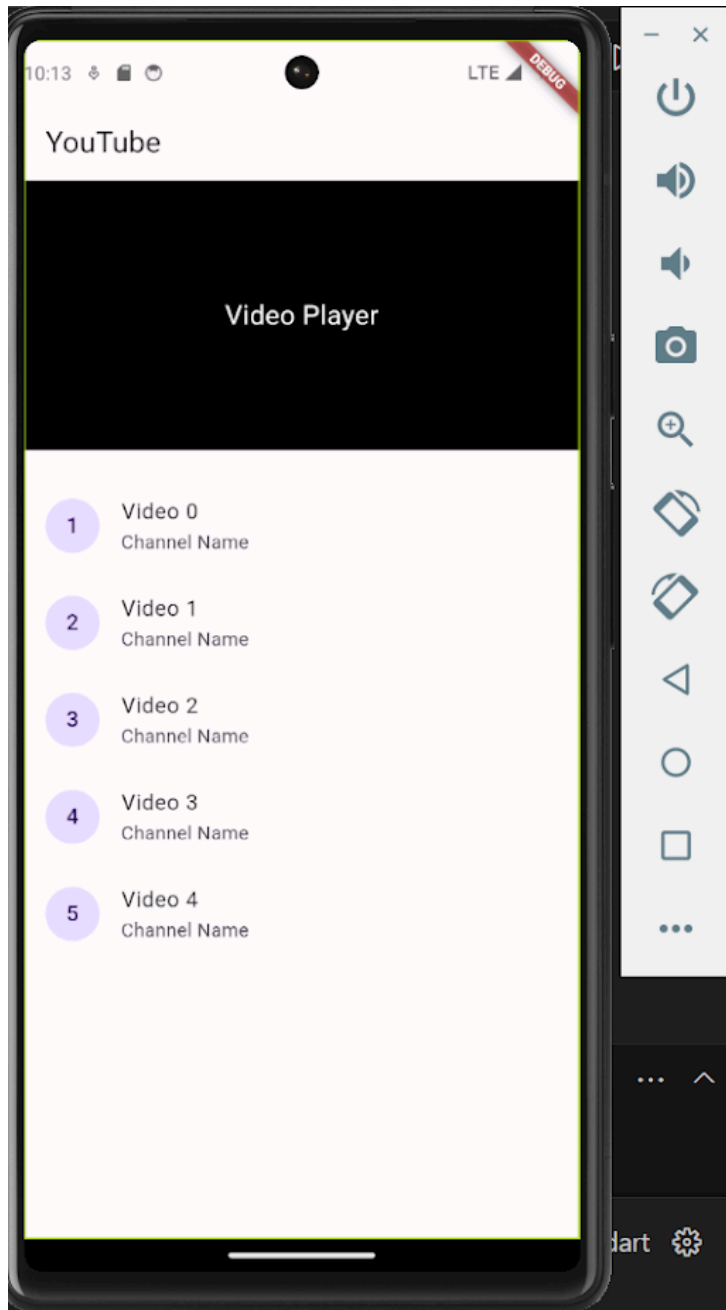 10:13
LTE
DEBUG
YouTube
Video Player
1
Video 0
Channel Name
2
Video 1
Channel Name
3
Video 2
Channel Name
4
Video 3
Channel Name
5
Video 4
Channel Name
dart